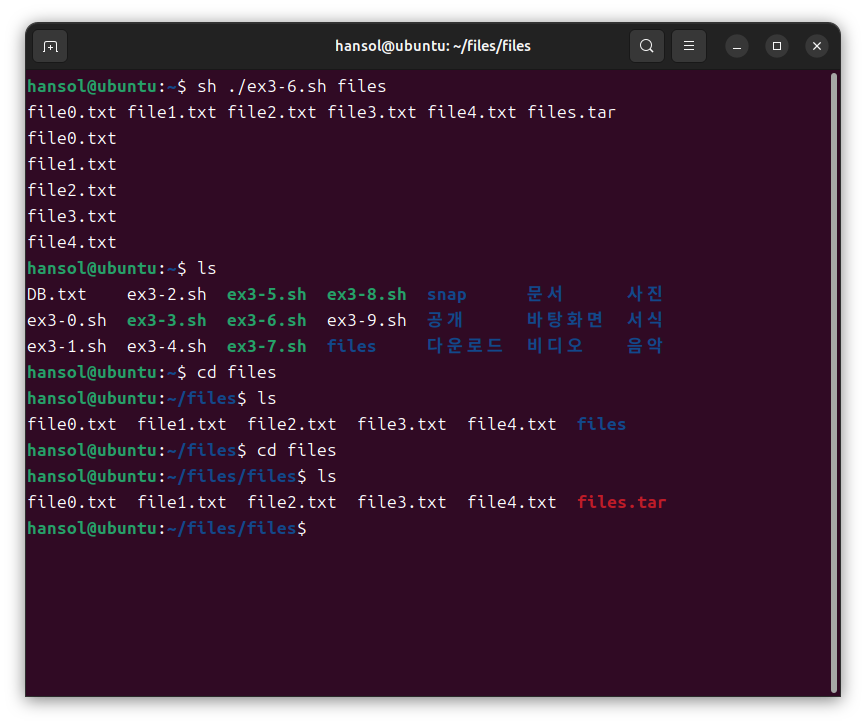 hansol@ubuntu: ~/files/files
hansol@ubuntu:~$ sh ./ex3-6.sh files
file0.txt file1.txt file2.txt file3.txt file4.txt files.tar
file0.txt
file1.txt
file2.txt
file3.txt
file4.txt
hansol@ubuntu:~$ ls
DB.txt    ex3-2.sh  ex3-5.sh  ex3-8.sh  snap      문서      사진
ex3-0.sh  ex3-3.sh  ex3-6.sh  ex3-9.sh  공개      바탕화면  서식
ex3-1.sh  ex3-4.sh  ex3-7.sh  files     다운로드  비디오    음악
hansol@ubuntu:~$ cd files
hansol@ubuntu:~/files$ ls
file0.txt  file1.txt  file2.txt  file3.txt  file4.txt  files
hansol@ubuntu:~/files$ cd files
hansol@ubuntu:~/files/files$ ls
file0.txt  file1.txt  file2.txt  file3.txt  file4.txt  files.tar
hansol@ubuntu:~/files/files$